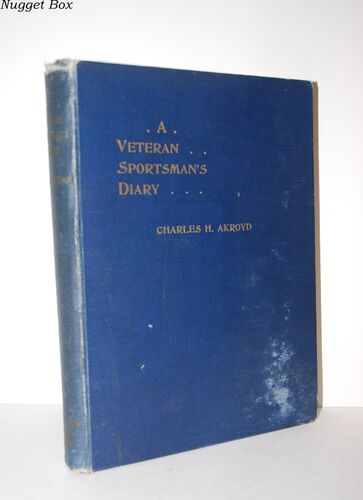 Nugget Box
. A .
VETERAN . .
SPORTSMAN'S
DIARY . . .
CHARLES H. AKROYD